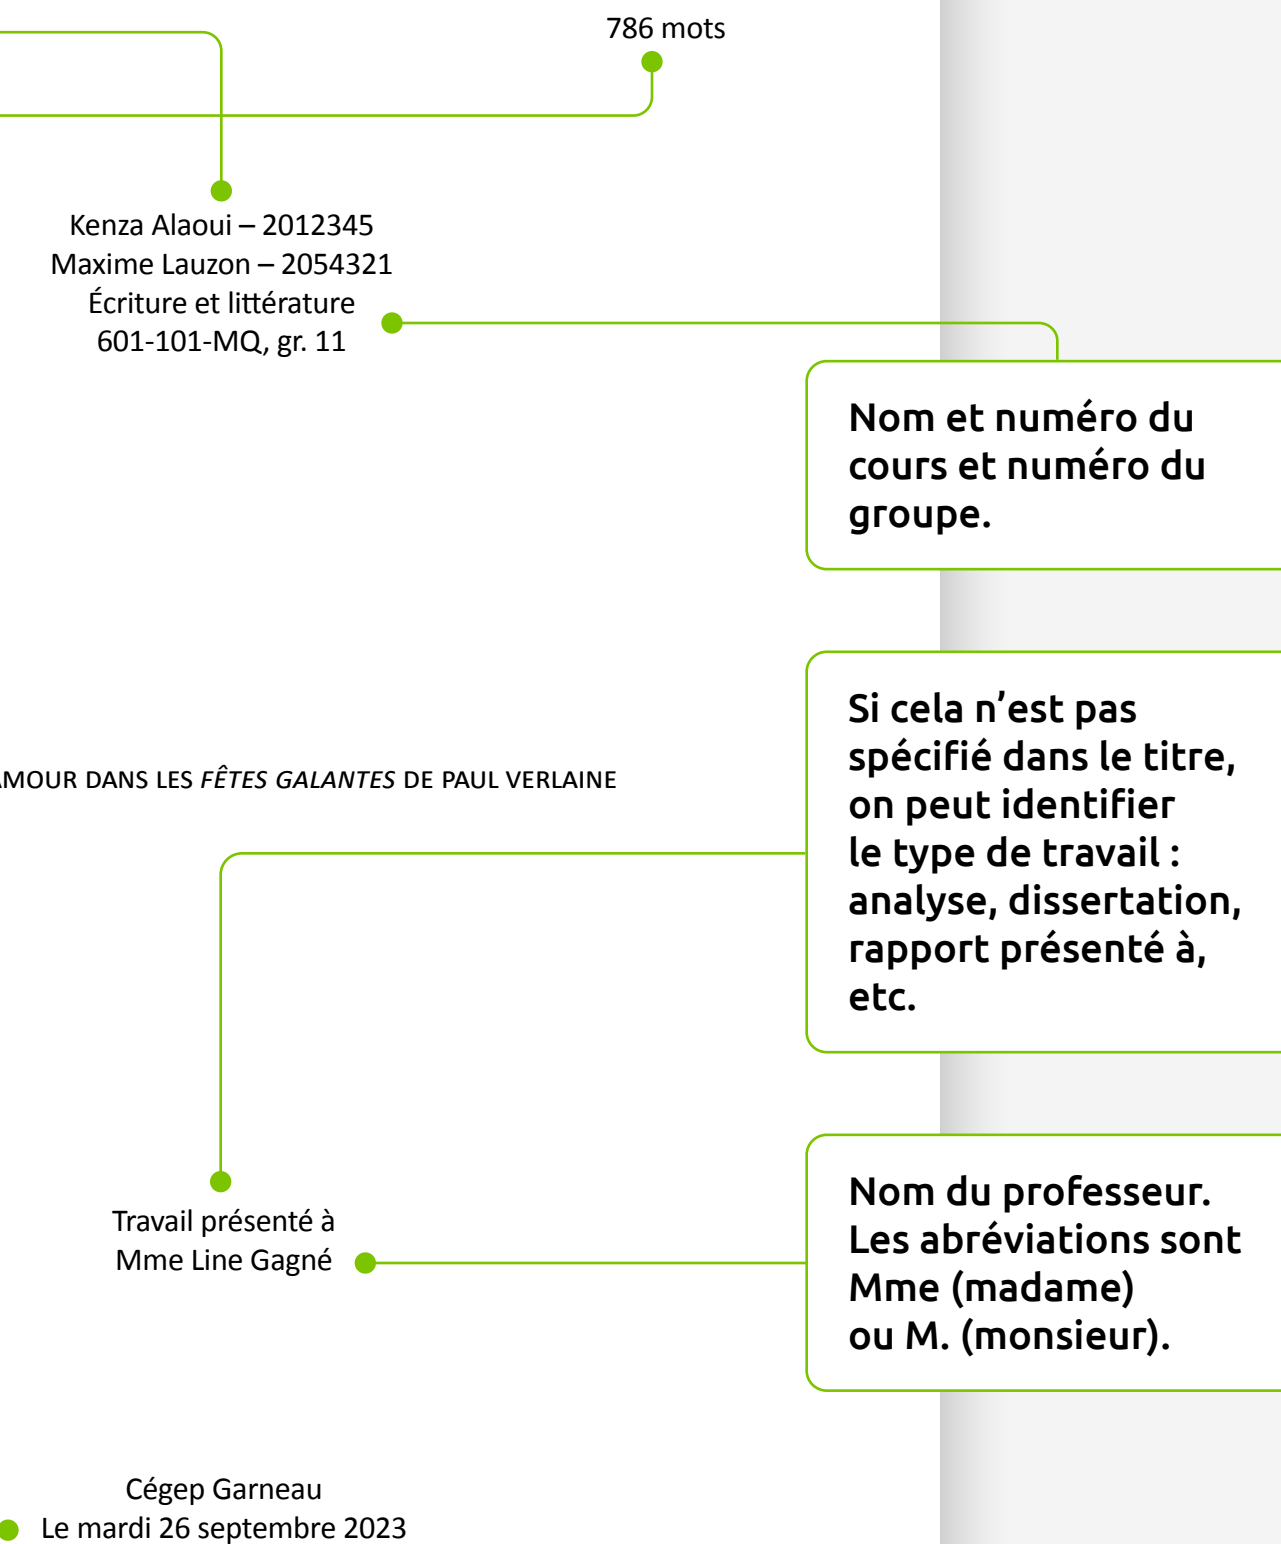 786 mots
Kenza Alaoui – 2012345
Maxime Lauzon – 2054321
Écriture et littérature
601-101-MQ, gr. 11
Nom et numéro du
cours et numéro du
groupe.
Si cela n’est pas
spécifié dans le titre,
on peut identifier
le type de travail :
analyse, dissertation,
rapport présenté à,
etc.
AMOUR DANS LES FÊTES GALANTES DE PAUL VERLAINE
Travail présenté à
Mme Line Gagné
Nom du professeur.
Les abréviations sont
Mme (madame)
ou M. (monsieur).
Cégep Garneau
Le mardi 26 septembre 2023